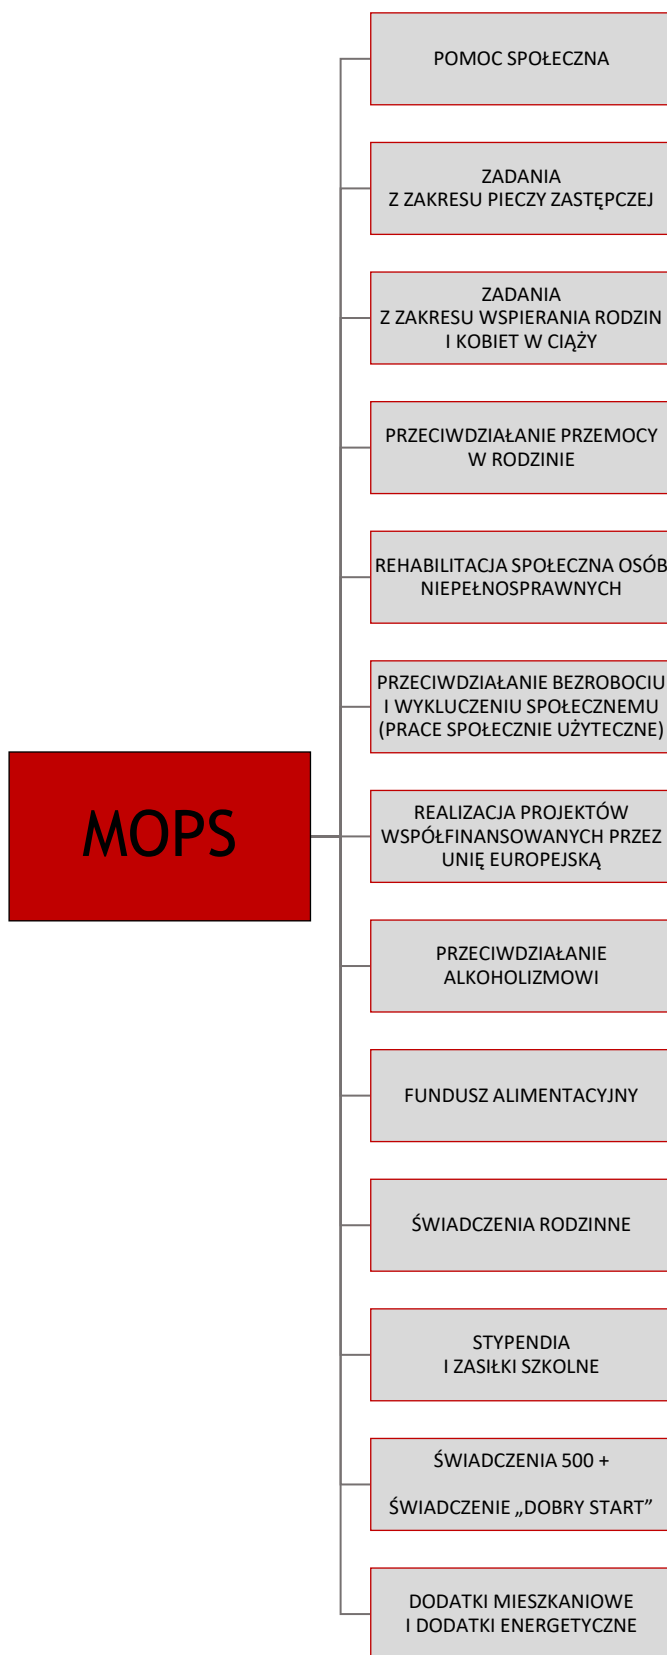 POMOC SPOŁECZNA
ZADANIA
Z ZAKRESU PIECZY ZASTĘPCZEJ
ZADANIA
Z ZAKRESU WSPIERANIA RODZIN
I KOBIET W CIĄŻY
PRZECIWDZIAŁANIE PRZEMOCY
W RODZINIE
REHABILITACJA SPOŁECZNA OSÓB
NIEPEŁNOSPRAWNYCH
PRZECIWDZIAŁANIE BEZROBOCIU
I WYKLUCZENIU SPOŁECZNEMU
(PRACE SPOŁECZNIE UŻYTECZNE)
MOPS
REALIZACJA PROJEKTÓW
WSPÓŁFINANSOWANYCH PRZEZ
UNIĘ EUROPEJSKĄ
PRZECIWDZIAŁANIE
ALKOHOLIZMOWI
FUNDUSZ ALIMENTACYJNY
ŚWIADCZENIA RODZINNE
STYPENDIA
I ZASIŁKI SZKOLNE
ŚWIADCZENIA 500 +
ŚWIADCZENIE „DOBRY START”
DODATKI MIESZKANIOWE
I DODATKI ENERGETYCZNE